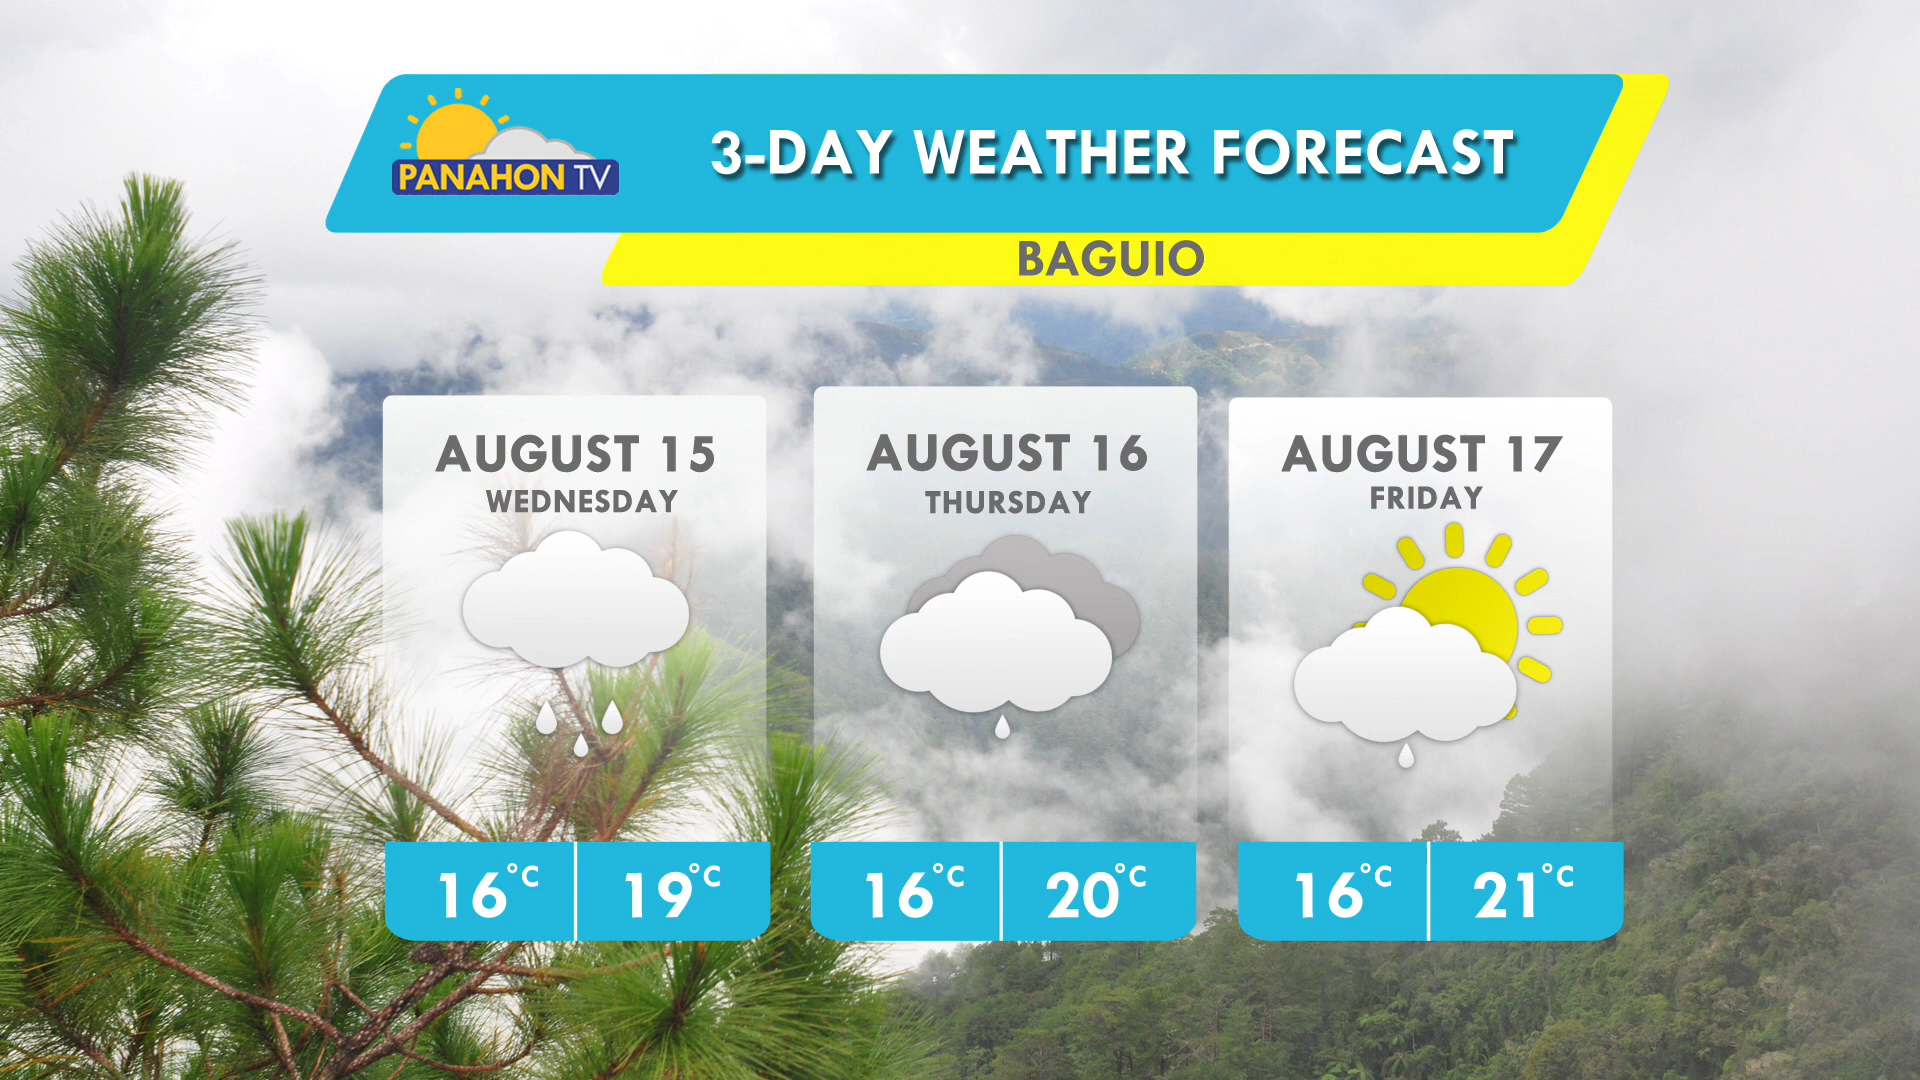 PANAHON TV
3-DAY WEATHER FORECAST
BAGUIO
AUGUST 15
WEDNESDAY
16°C
19°C
AUGUST 16
THURSDAY
16°C
20°C
AUGUST 17
FRIDAY
16°C
21°C